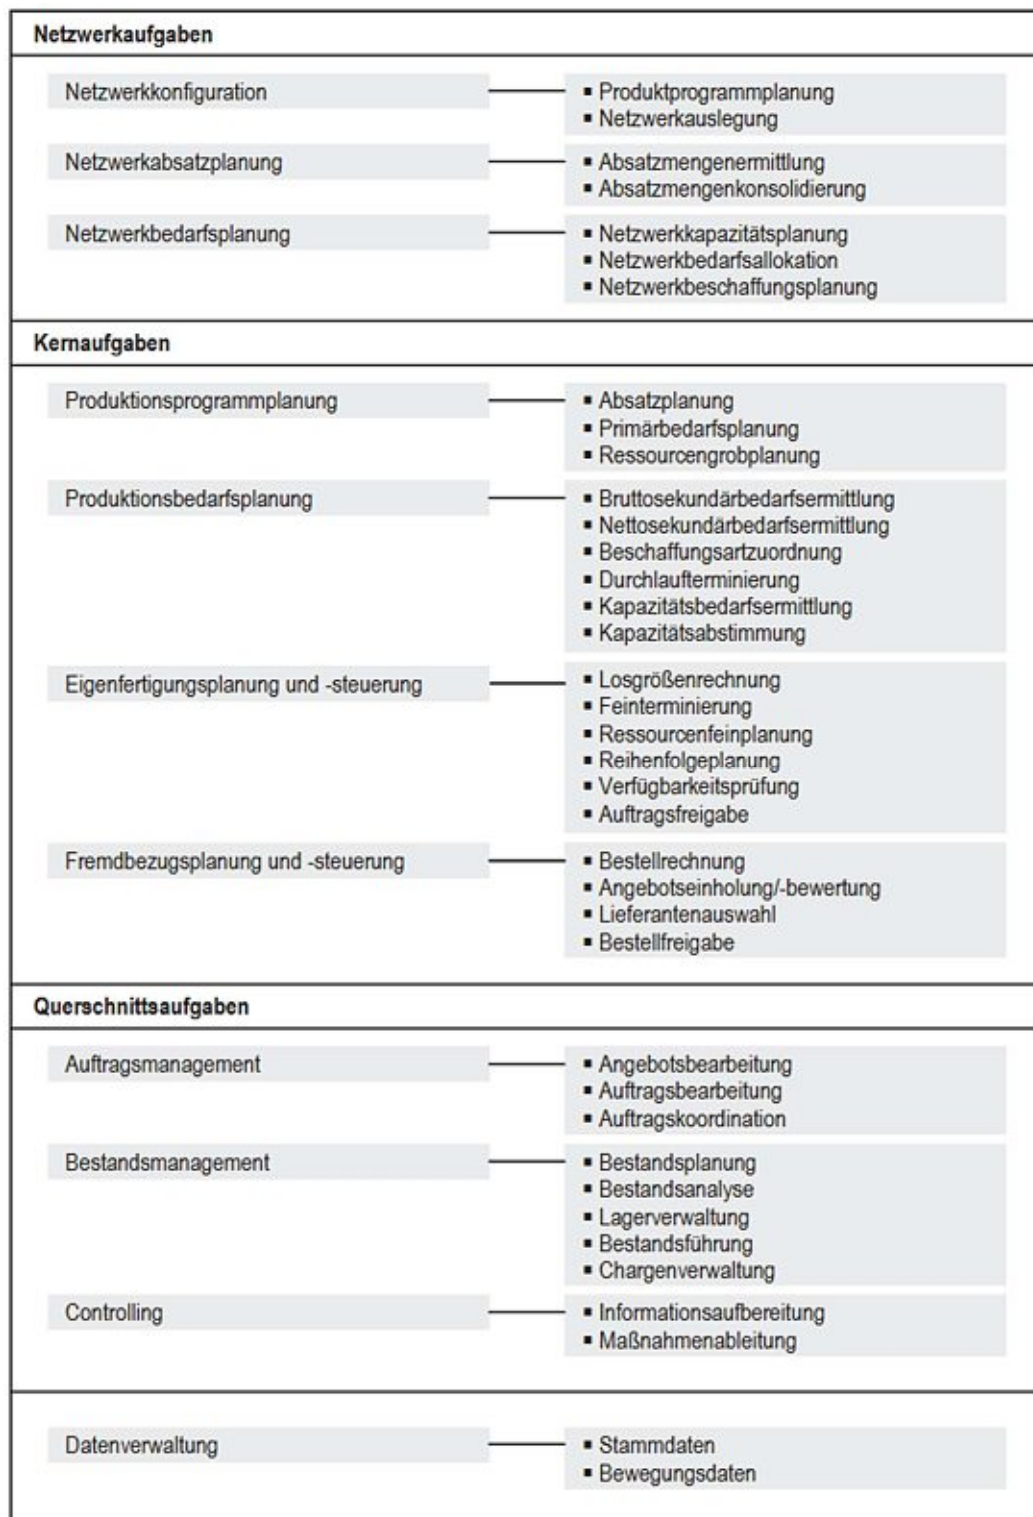 Netzwerkaufgaben
Netzwerkkonfiguration
▪ Produktprogrammplanung
▪ Netzwerkauslegung
Netzwerkabsatzplanung
▪ Absatzmengenermittlung
▪ Absatzmengenkonsolidierung
Netzwerkbedarfsplanung
▪ Netzwerkkapazitätsplanung
▪ Netzwerkbedarfsallokation
▪ Netzwerkbeschaffungsplanung
Kernaufgaben
Produktionsprogrammplanung
▪ Absatzplanung
▪ Primärbedarfsplanung
▪ Ressourcengrobplanung
Produktionsbedarfsplanung
▪ Bruttosekundärbedarfsermittlung
▪ Nettosekundärbedarfsermittlung
▪ Beschaffungsartzuordnung
▪ Durchlaufterminierung
▪ Kapazitätsbedarfsermittlung
▪ Kapazitätsabstimmung
Eigenfertigungsplanung und -steuerung
▪ Losgrößenrechnung
▪ Feinterminierung
▪ Ressourcenfeinplanung
▪ Reihenfolgeplanung
▪ Verfügbarkeitsprüfung
▪ Auftragsfreigabe
Fremdbezugsplanung und -steuerung
▪ Bestellrechnung
▪ Angebotseinholung/-bewertung
▪ Lieferantenauswahl
▪ Bestellfreigabe
Querschnittsaufgaben
Auftragsmanagement
▪ Angebotsbearbeitung
▪ Auftragsbearbeitung
▪ Auftragskoordination
Bestandsmanagement
▪ Bestandsplanung
▪ Bestandsanalyse
▪ Lagerverwaltung
▪ Bestandsführung
▪ Chargenverwaltung
Controlling
▪ Informationsaufbereitung
▪ Maßnahmenableitung
Datenverwaltung
▪ Stammdaten
▪ Bewegungsdaten